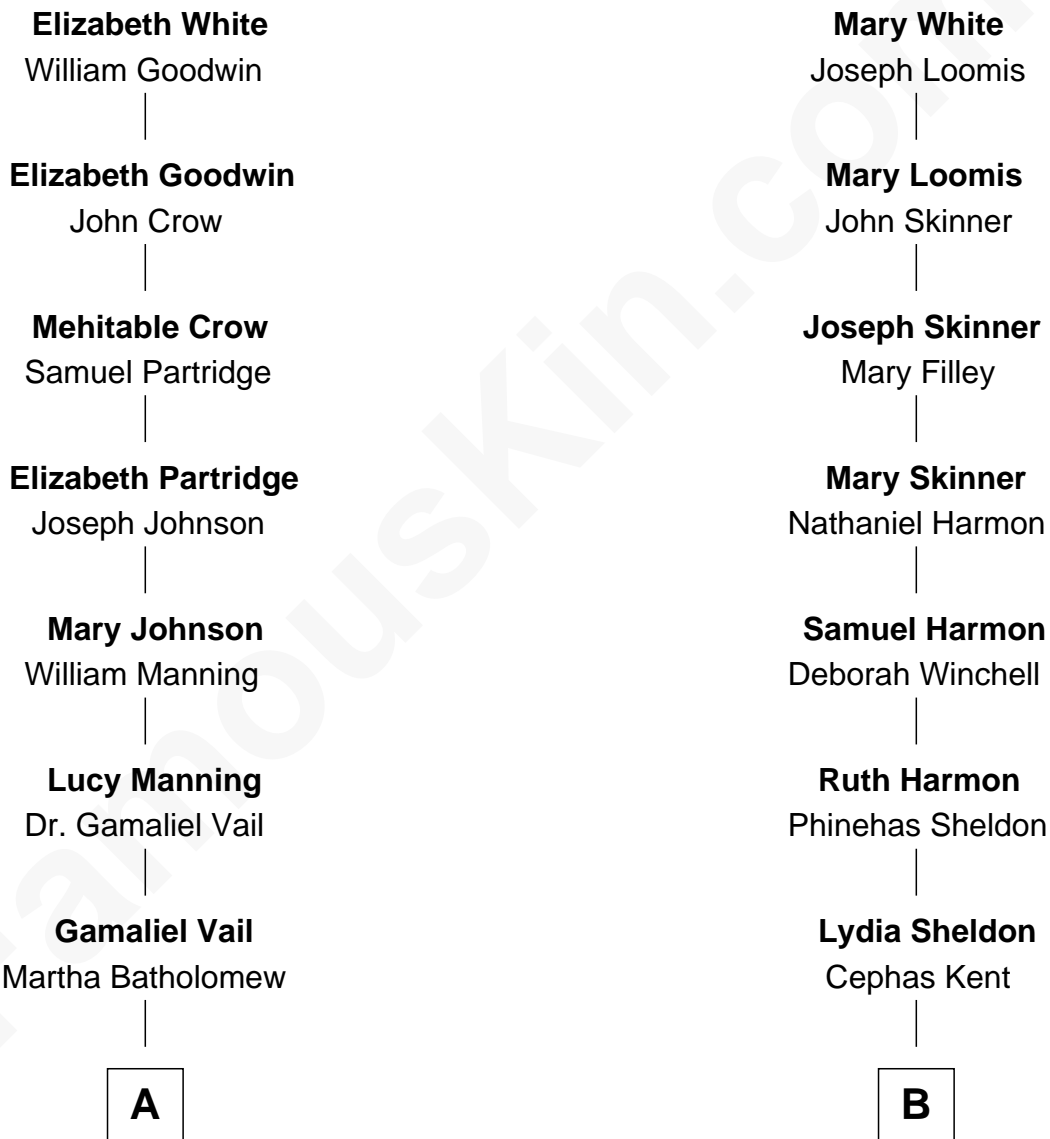 Elizabeth White
William Goodwin
Elizabeth Goodwin
John Crow
Mehitable Crow
Samuel Partridge
Elizabeth Partridge
Joseph Johnson
Mary Johnson
William Manning
Lucy Manning
Dr. Gamaliel Vail
Gamaliel Vail
Martha Batholomew
A
Mary White
Joseph Loomis
Mary Loomis
John Skinner
Joseph Skinner
Mary Filley
Mary Skinner
Nathaniel Harmon
Samuel Harmon
Deborah Winchell
Ruth Harmon
Phinehas Sheldon
Lydia Sheldon
Cephas Kent
B
FamousKin.com